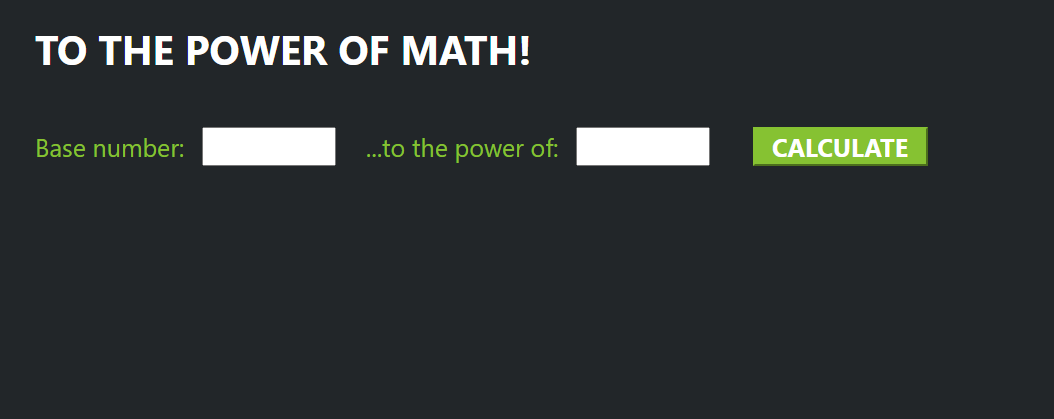 TO THE POWER OF MATH!
Base number: ...to the power of: CALCULATE